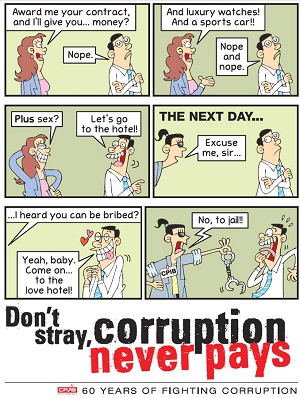 Award me your contract,
and I'll give you... money?
Nope.
And luxury watches!
And a sports car!!
Nope
and
nope.
Plus sex?
Let's go
to the hotel!
THE NEXT DAY...
Excuse
me, sir...
...I heard you can be bribed?
Yeah, baby.
Come on...
to the
love hotel!
No, to jail!!
CPIB
Don't
stray, corruption
never pays
CPIB 60 YEARS OF FIGHTING CORRUPTION